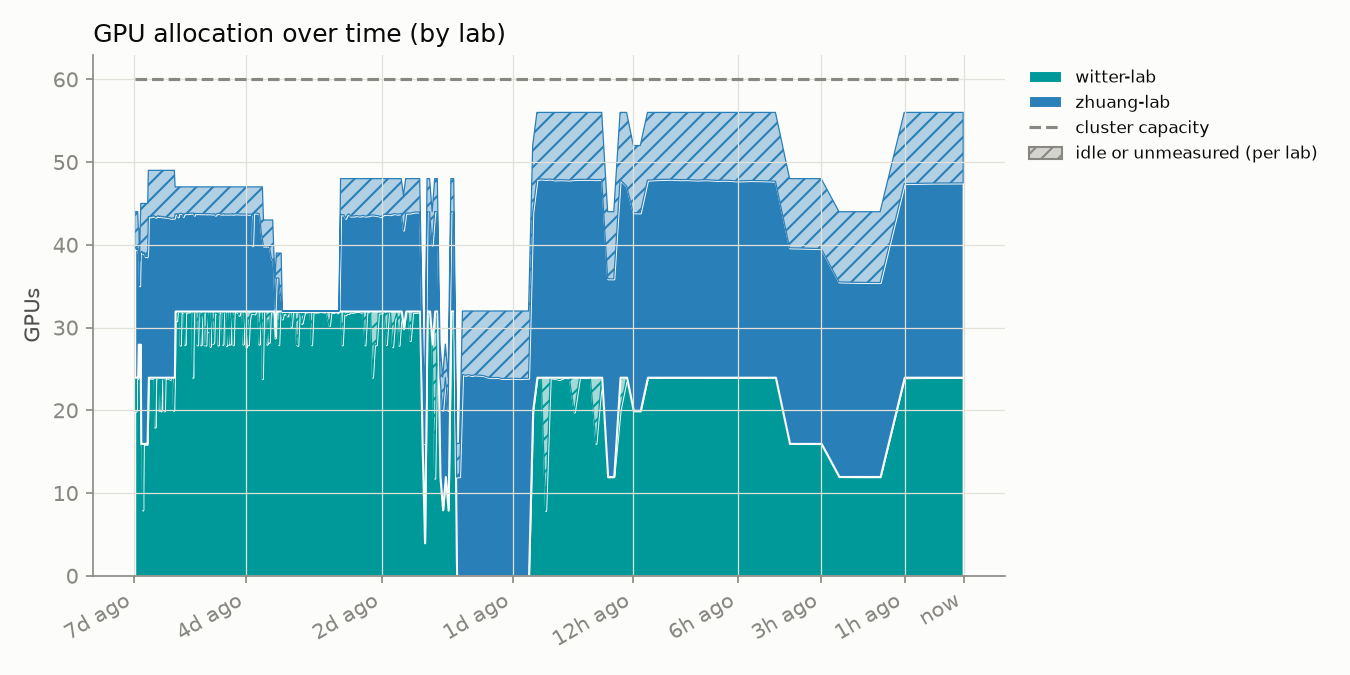 GPU allocation over time (by lab)
witter-lab
zhuang-lab
cluster capacity
idle or unmeasured (per lab)
GPUs
60
50
40
30
20
10
0
7d ago
4d ago
2d ago
1d ago
12h ago
6h ago
3h ago
1h ago
now